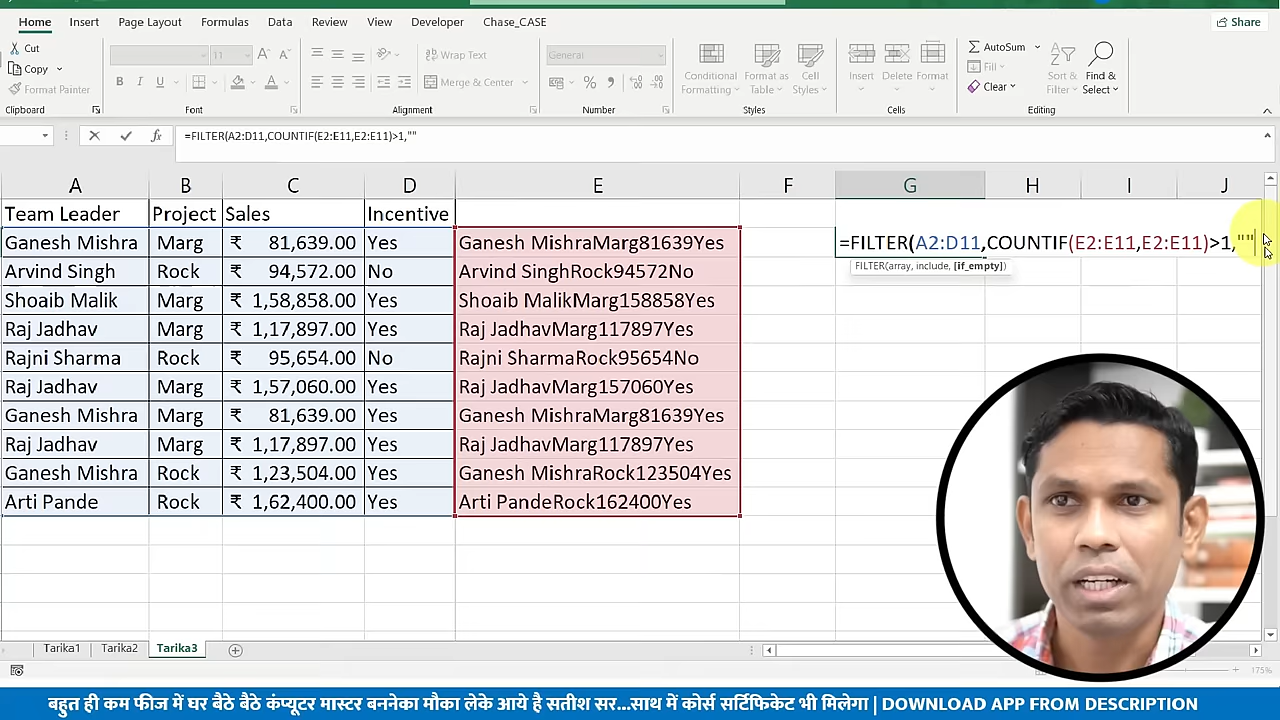 Home Insert Page Layout Formulas Data Review View Developer Chase_CASE Share
Cut
Copy
Format Painter
Clipboard
Font
B I U A
Wrap Text
Merge & Center
Alignment
General
%
Number
Conditional Formatting
Format as Table
Cell Styles
Styles
Insert Delete Format
Cells
AutoSum
Fill
Clear
Sort & Filter
Find & Select
Editing
fx =FILTER(A2:D11,COUNTIF(E2:E11,E2:E11)>1,""
A B C D E F G H I J
Team Leader Project Sales Incentive
Ganesh Mishra Marg ₹ 81,639.00 Yes Ganesh MishraMarg81639Yes =FILTER(A2:D11,COUNTIF(E2:E11,E2:E11)>1,""
FILTER(array, include, [if_empty])
Arvind Singh Rock ₹ 94,572.00 No Arvind SinghRock94572No
Shoaib Malik Marg ₹ 1,58,858.00 Yes Shoaib MalikMarg158858Yes
Raj Jadhav Marg ₹ 1,17,897.00 Yes Raj JadhavMarg117897Yes
Rajni Sharma Rock ₹ 95,654.00 No Rajni SharmaRock95654No
Raj Jadhav Marg ₹ 1,57,060.00 Yes Raj JadhavMarg157060Yes
Ganesh Mishra Marg ₹ 81,639.00 Yes Ganesh MishraMarg81639Yes
Raj Jadhav Marg ₹ 1,17,897.00 Yes Raj JadhavMarg117897Yes
Ganesh Mishra Rock ₹ 1,23,504.00 Yes Ganesh MishraRock123504Yes
Arti Pande Rock ₹ 1,62,400.00 Yes Arti PandeRock162400Yes
Tarika1 Tarika2 Tarika3
175%
बहुत ही कम फीज में घर बैठे बैठे कंप्यूटर मास्टर बननेका मौका लेके आये है सतीश सर...साथ में कोर्स सर्टिफिकेट भी मिलेगा | DOWNLOAD APP FROM DESCRIPTION